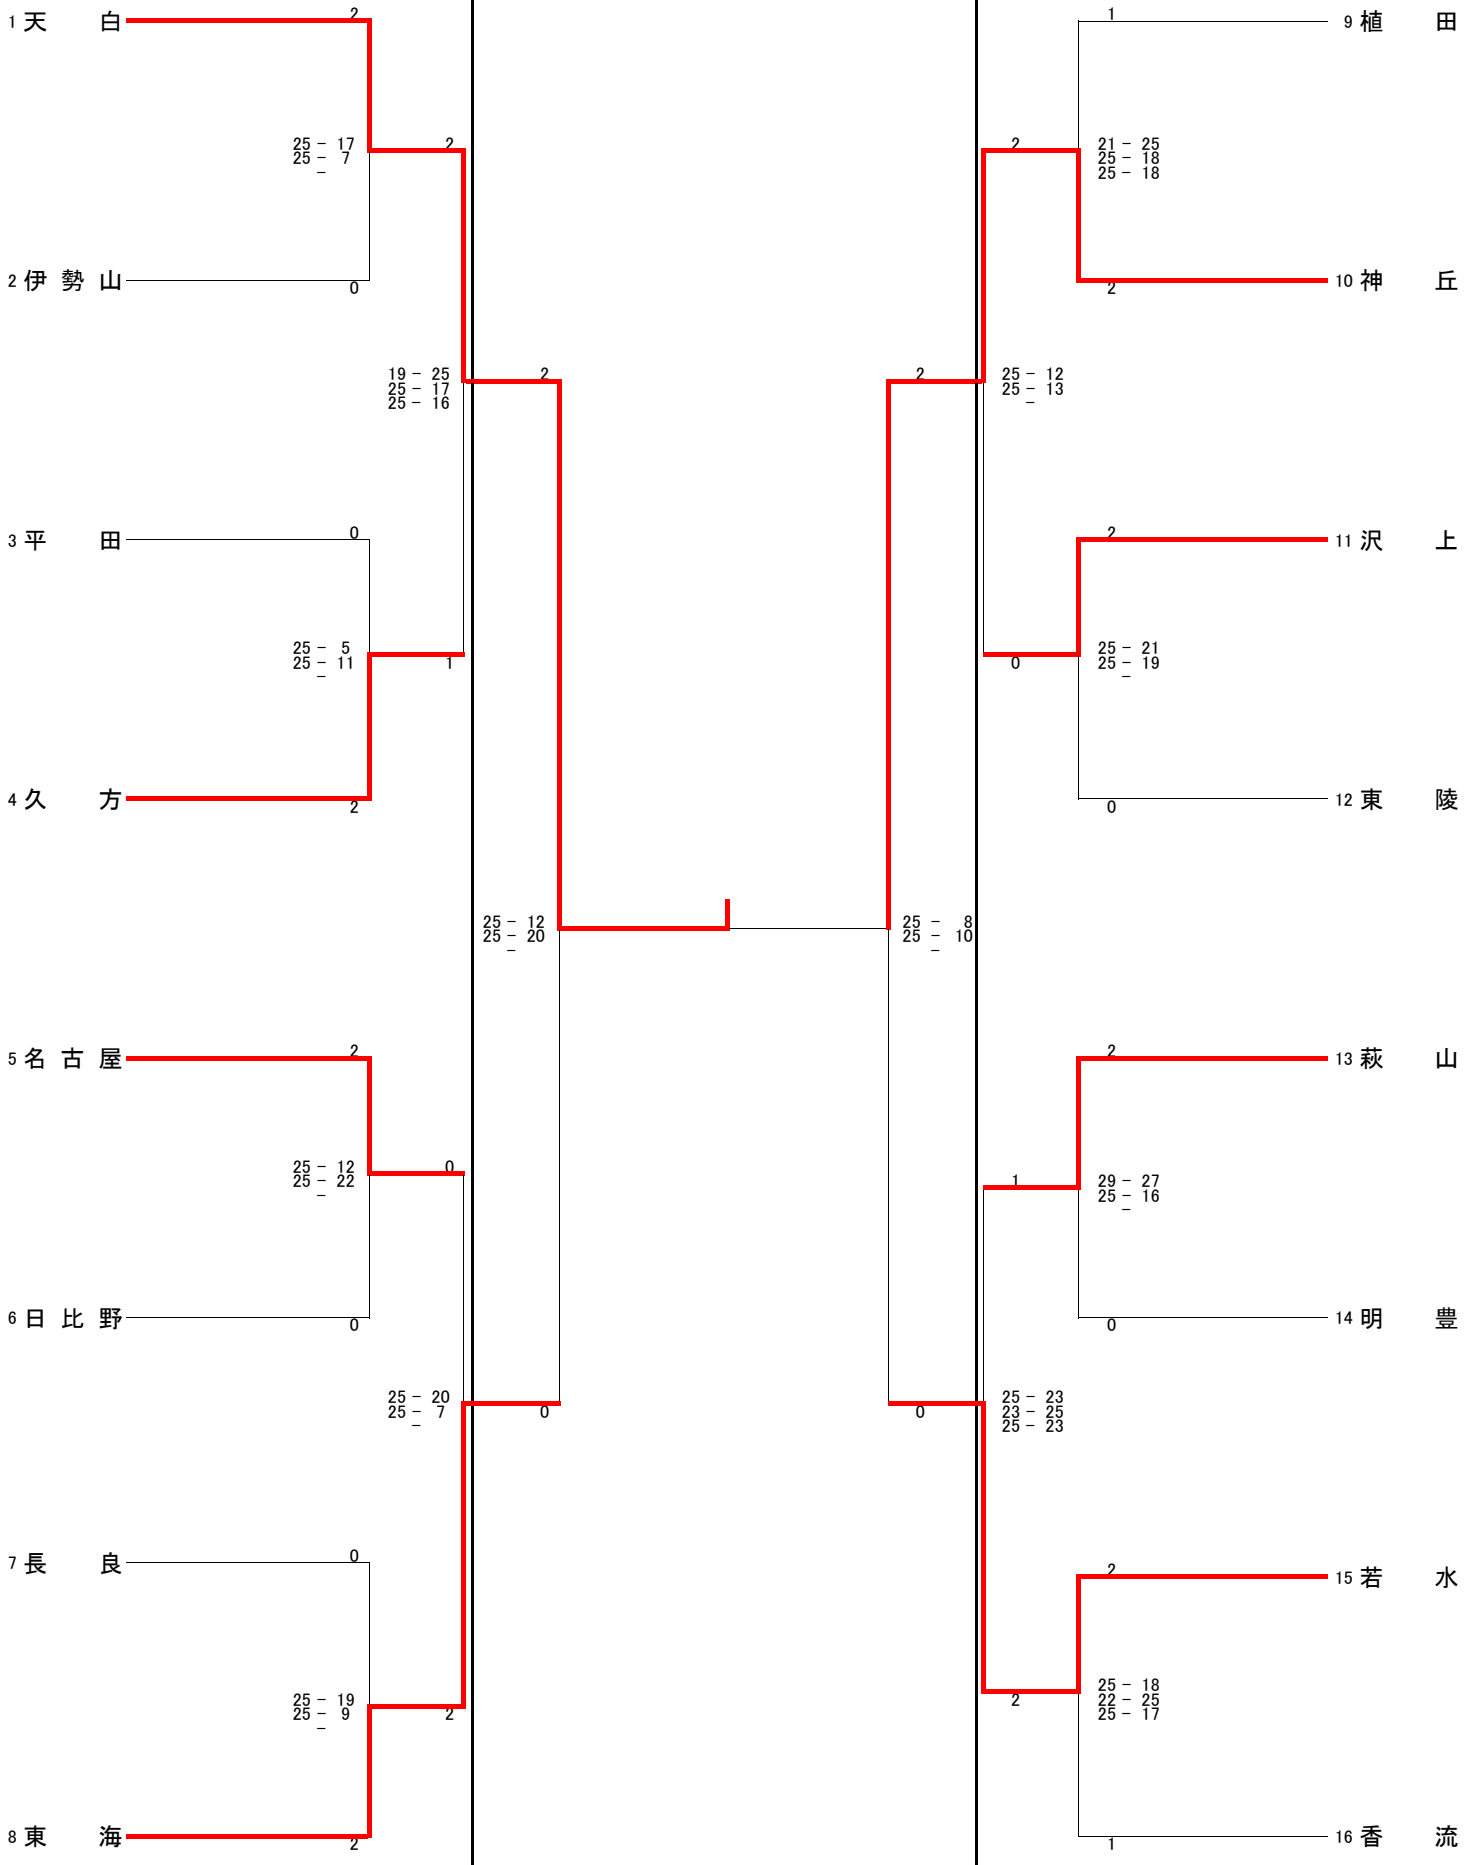 2
1
1 天 白
9 植 田
25 - 17
25 - 7
-
2
2
21 - 25
25 - 18
25 - 18
2 伊 勢 山
0
2
10 神 丘
19 - 25
25 - 17
25 - 16
2
2
25 - 12
25 - 13
-
3 平 田
0
2
11 沢 上
25 - 5
25 - 11
-
1
0
25 - 21
25 - 19
-
4 久 方
2
0
12 東 陵
25 - 12
25 - 20
-
25 - 8
25 - 10
-
5 名 古 屋
2
2
13 萩 山
25 - 12
25 - 22
-
0
1
29 - 27
25 - 16
-
6 日 比 野
0
0
14 明 豊
25 - 20
25 - 7
-
0
0
25 - 23
23 - 25
25 - 23
7 長 良
0
2
15 若 水
25 - 19
25 - 9
-
2
2
25 - 18
22 - 25
25 - 17
8 東 海
2
1
16 香 流